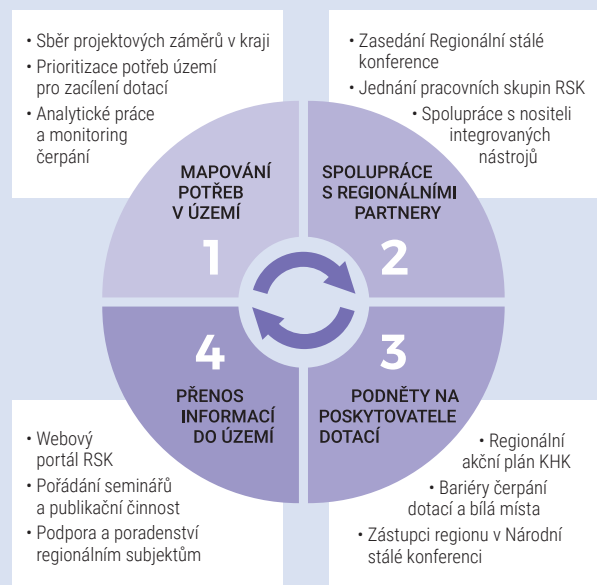 • Sběr projektových záměrů v kraji
• Prioritizace potřeb území
pro zacílení dotací
• Analytické práce
a monitoring
čerpání
• Zasedání Regionální stálé
konference
• Jednání pracovních skupin RSK
• Spolupráce s nositeli
integrovaných
nástrojů
MAPOVÁNÍ
POTŘEB
V ÚZEMÍ
1
SPOLUPRÁCE
S REGIONÁLNÍMI
PARTNERY
2
4
PŘENOS
INFORMACÍ
DO ÚZEMÍ
3
PODNĚTY NA
POSKYTOVATELE
DOTACÍ
• Webový
portál RSK
• Pořádání seminářů
a publikační činnost
• Podpora a poradenství
regionálním subjektům
• Regionální
akční plán KHK
• Bariéry čerpání
dotací a bílá místa
• Zástupci regionu v Národní
stálé konferenci